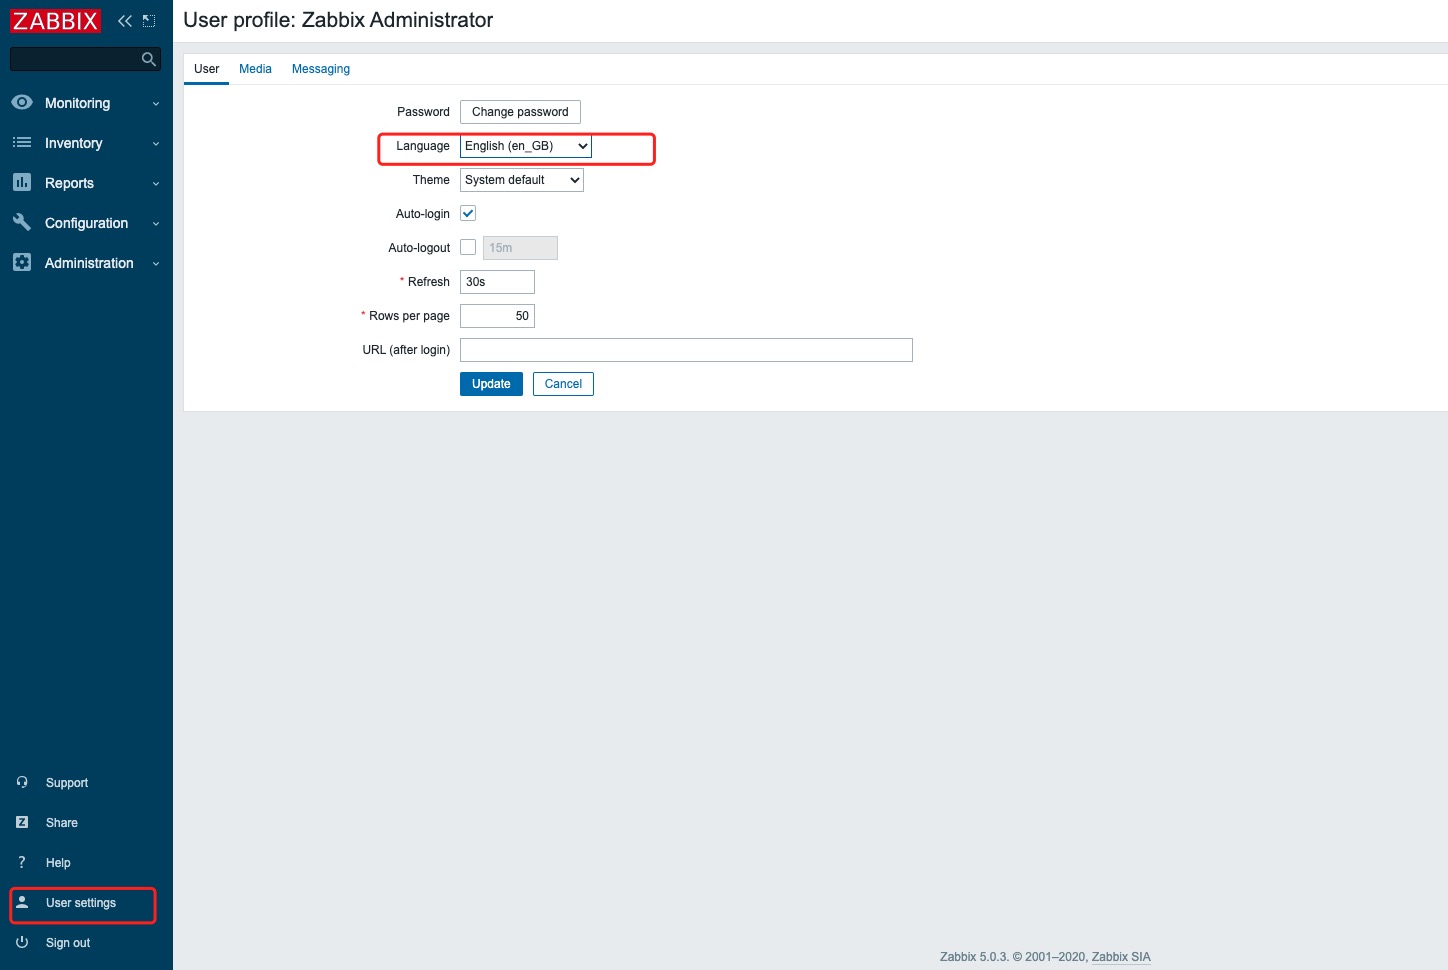 ZABBIX
User profile: Zabbix Administrator
Monitoring
Inventory
Reports
Configuration
Administration
User Media Messaging
Password Change password
Language English (en_GB)
Theme System default
Auto-login
Auto-logout 15m
* Refresh 30s
* Rows per page 50
URL (after login)
Update Cancel
Support
Z Share
? Help
User settings
Sign out
Zabbix 5.0.3. © 2001–2020, Zabbix SIA